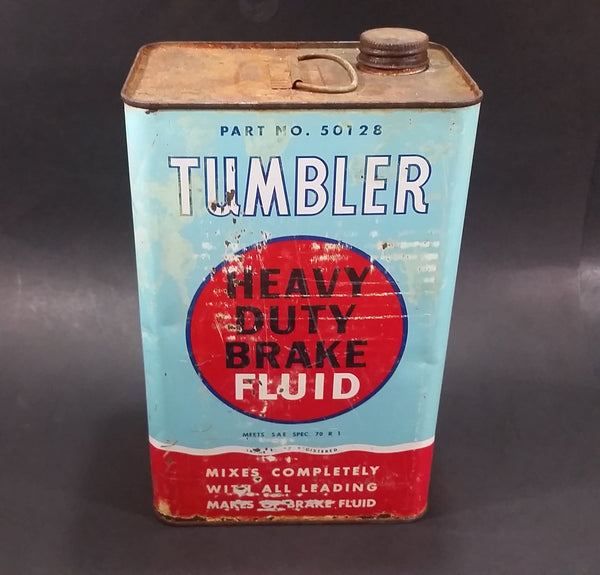 PART NO. 50128
TUMBLER
HEAVY
DUTY
BRAKE
FLUID
MEETS SAE SPEC. 70 R 1
MIXES COMPLETELY
WITH ALL LEADING
MAKES OF BRAKE FLUID